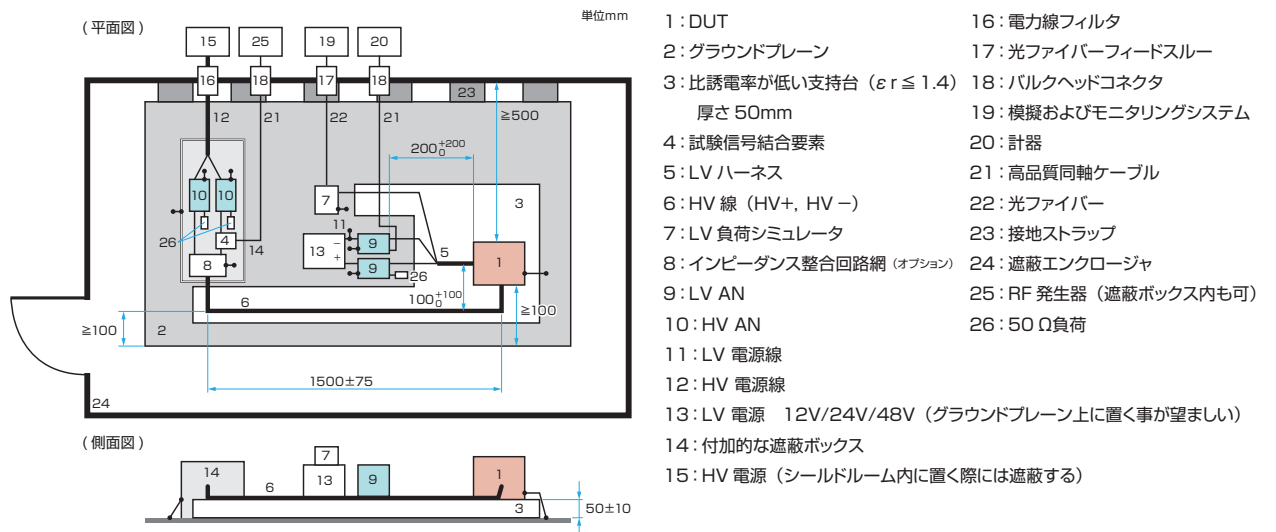 単位mm
(平面図)
15
25
19
20
16
18
17
18
23
12
21
22
21
≧500
200 +200 0
10
10
7
3
26
4
14
11
13
−
+
9
9
5
26
1
8
6
100 +100 0
≧100
≧100
2
1500±75
24
(側面図)
14
6
7
13
9
1
3
50±10
1：DUT
2：グラウンドプレーン
3：比誘電率が低い支持台（εr≦1.4）
厚さ 50mm
4：試験信号結合要素
5：LV ハーネス
6：HV 線（HV+, HV −）
7：LV 負荷シミュレータ
8：インピーダンス整合回路網（オプション）
9：LV AN
10：HV AN
11：LV 電源線
12：HV 電源線
13：LV 電源　12V/24V/48V（グラウンドプレーン上に置く事が望ましい）
14：付加的な遮蔽ボックス
15：HV 電源（シールドルーム内に置く際には遮蔽する）
16：電力線フィルタ
17：光ファイバーフィードスルー
18：バルクヘッドコネクタ
19：模擬およびモニタリングシステム
20：計器
21：高品質同軸ケーブル
22：光ファイバー
23：接地ストラップ
24：遮蔽エンクロージャ
25：RF 発生器（遮蔽ボックス内も可）
26：50 Ω負荷